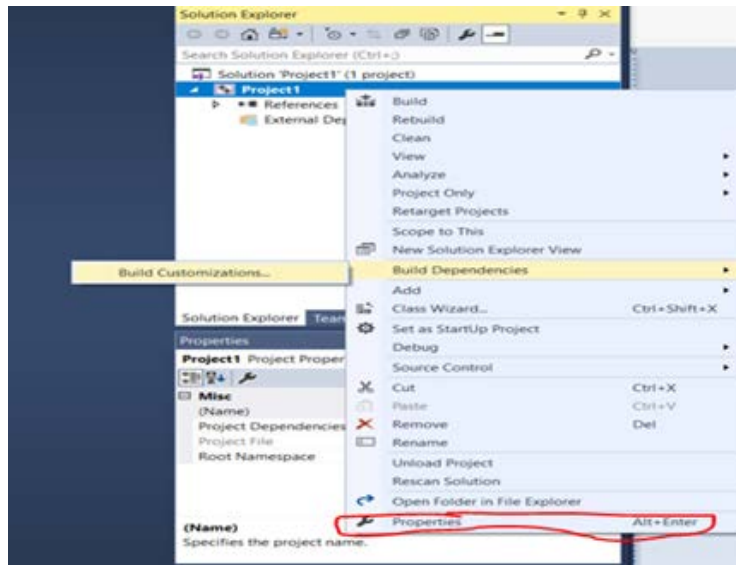 Solution Explorer
Search Solution Explorer (Ctrl+;)
Solution 'Project1' (1 project)
Project1
References
External Dep
Build
Rebuild
Clean
View
Analyze
Project Only
Retarget Projects
Scope to This
New Solution Explorer View
Build Dependencies
Build Customizations...
Add
Class Wizard... Ctrl+Shift+X
Set as StartUp Project
Debug
Source Control
Cut Ctrl+X
Paste Ctrl+V
Remove Del
Rename
Unload Project
Rescan Solution
Open Folder in File Explorer
Properties Alt+Enter
Solution Explorer Team
Properties
Project1 Project Proper
Misc
(Name)
Project Dependencies
Project File
Root Namespace
(Name)
Specifies the project name.